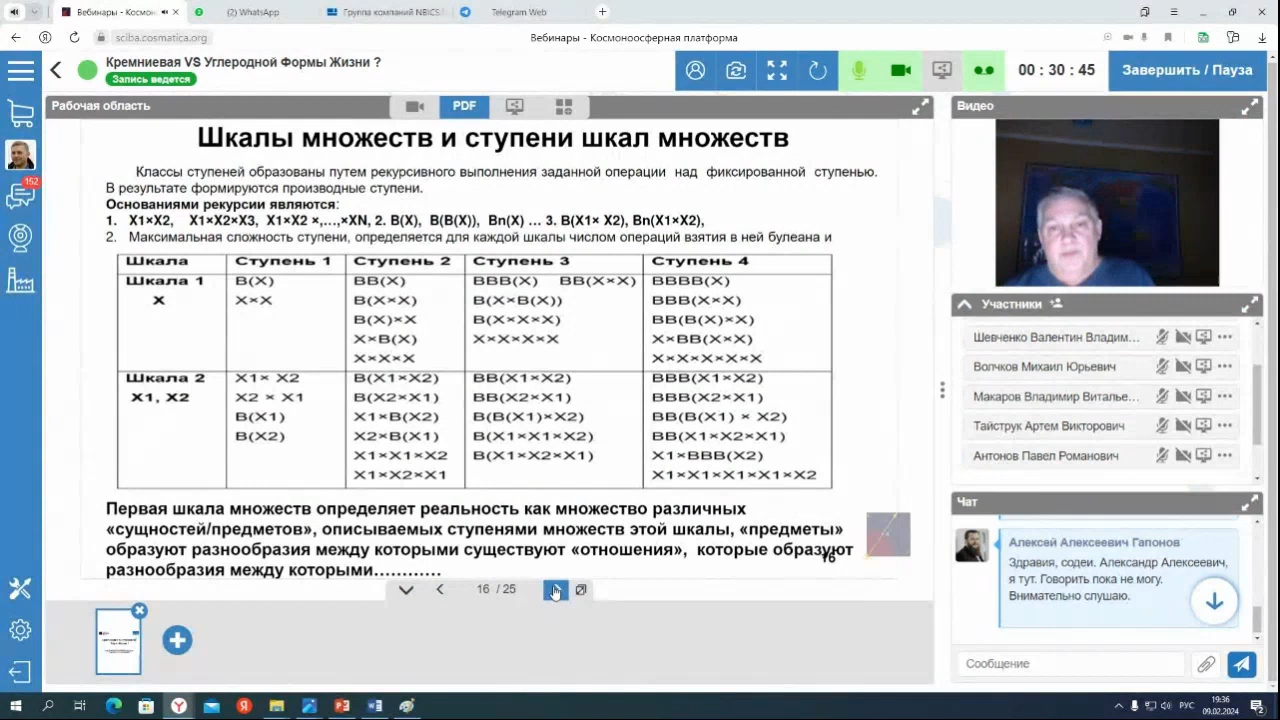 Вебинары - Космон
(2) WhatsApp
Группа компаний NBICS
Telegram Web
sciba.cosmatica.org
Вебинары - Космоноосферная платформа
Кремниевая VS Углеродной Формы Жизни ?
Запись ведется
00 : 30 : 45
Завершить / Пауза
152
Рабочая область
PDF
Шкалы множеств и ступени шкал множеств
Классы ступеней образованы путем рекурсивного выполнения заданной операции над фиксированной ступенью.
В результате формируются производные ступени.
Основаниями рекурсии являются:
1. X1×X2, X1×X2×X3, X1×X2 ×,…,×XN, 2. B(X), B(B(X)), Bn(X) … 3. B(X1× X2), Bn(X1×X2),
2. Максимальная сложность ступени, определяется для каждой шкалы числом операций взятия в ней булеана и
Шкала Ступень 1 Ступень 2 Ступень 3 Ступень 4
Шкала 1 B(X) BB(X) BBB(X) BB(X×X) BBBB(X)
X X×X B(X×X) B(X×B(X)) BBB(X×X)
B(X)×X B(X×X×X) BB(B(X)×X)
X×B(X) X×X×X×X X×BB(X×X)
X×X×X X×X×X×X×X
Шкала 2 X1× X2 B(X1×X2) BB(X1×X2) BBB(X1×X2)
X1, X2 X2 × X1 B(X2×X1) BB(X2×X1) BBB(X2×X1)
B(X1) X1×B(X2) B(B(X1)×X2) BB(B(X1) × X2)
B(X2) X2×B(X1) B(X1×X1×X2) BB(X1×X2×X1)
X1×X1×X2 B(X1×X2×X1) X1×BBB(X2)
X1×X2×X1 X1×X1×X1×X1×X2
Первая шкала множеств определяет реальность как множество различных
«сущностей/предметов», описываемых ступенями множеств этой шкалы, «предметы»
образуют разнообразия между которыми существуют «отношения», которые образуют
разнообразия между которыми…………
16
16 / 25
Видео
Участники
Шевченко Валентин Владим...
Волчков Михаил Юрьевич
Макаров Владимир Виталье...
Тайструк Артем Викторович
Антонов Павел Романович
Чат
Алексей Алексеевич Гапонов
Здравия, содеи. Александр Алексеевич,
я тут. Говорить пока не могу.
Внимательно слушаю.
Сообщение
РУС
19:36
09.02.2024